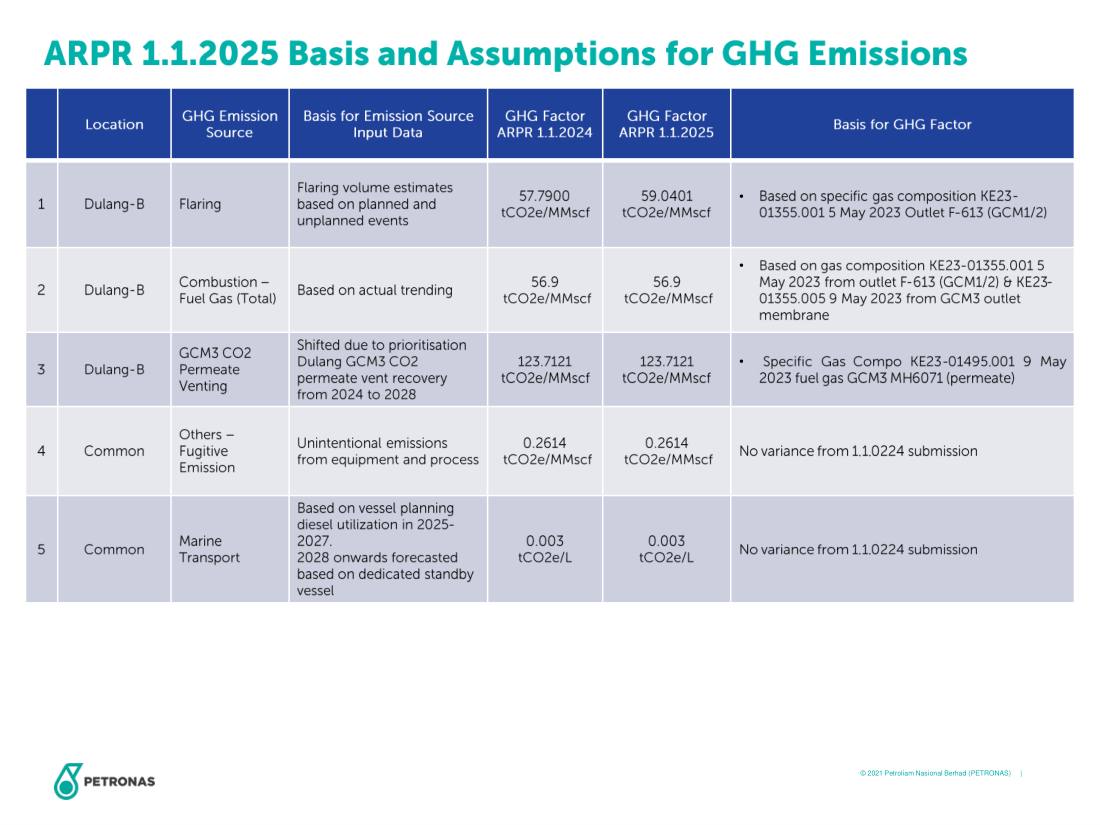 ARPR 1.1.2025 Basis and Assumptions for GHG Emissions
Location
GHG Emission
Source
Basis for Emission Source
Input Data
GHG Factor
ARPR 1.1.2024
GHG Factor
ARPR 1.1.2025
Basis for GHG Factor
1
Dulang-B
Flaring
Flaring volume estimates
based on planned and
unplanned events
57.7900
tCO2e/MMscf
59.0401
tCO2e/MMscf
• Based on specific gas composition KE23-
01355.001 5 May 2023 Outlet F-613 (GCM1/2)
2
Dulang-B
Combustion –
Fuel Gas (Total)
Based on actual trending
56.9
tCO2e/MMscf
56.9
tCO2e/MMscf
• Based on gas composition KE23-01355.001 5
May 2023 from outlet F-613 (GCM1/2) & KE23-
01355.005 9 May 2023 from GCM3 outlet
membrane
3
Dulang-B
GCM3 CO2
Permeate
Venting
Shifted due to prioritisation
Dulang GCM3 CO2
permeate vent recovery
from 2024 to 2028
123.7121
tCO2e/MMscf
123.7121
tCO2e/MMscf
• Specific Gas Compo KE23-01495.001 9 May
2023 fuel gas GCM3 MH6071 (permeate)
4
Common
Others –
Fugitive
Emission
Unintentional emissions
from equipment and process
0.2614
tCO2e/MMscf
0.2614
tCO2e/MMscf
No variance from 1.1.0224 submission
5
Common
Marine
Transport
Based on vessel planning
diesel utilization in 2025-
2027.
2028 onwards forecasted
based on dedicated standby
vessel
0.003
tCO2e/L
0.003
tCO2e/L
No variance from 1.1.0224 submission
PETRONAS
© 2021 Petroliam Nasional Berhad (PETRONAS) |